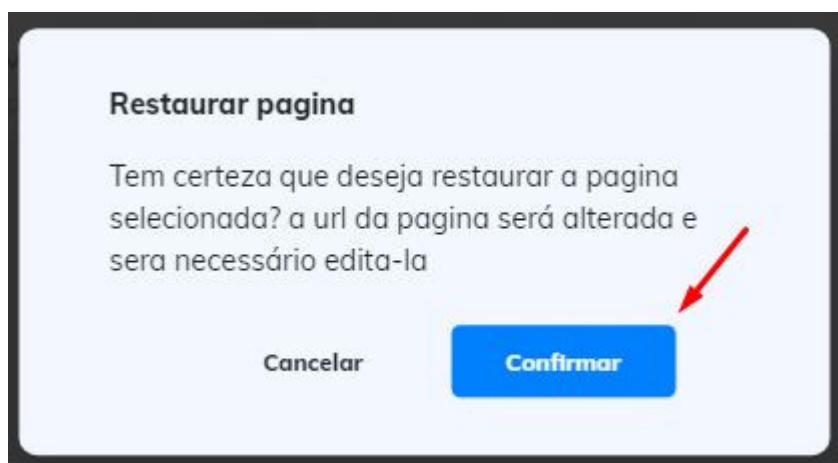 Restaurar pagina
Tem certeza que deseja restaurar a pagina
selecionada? a url da pagina será alterada e
sera necessário edita-la
Cancelar
Confirmar